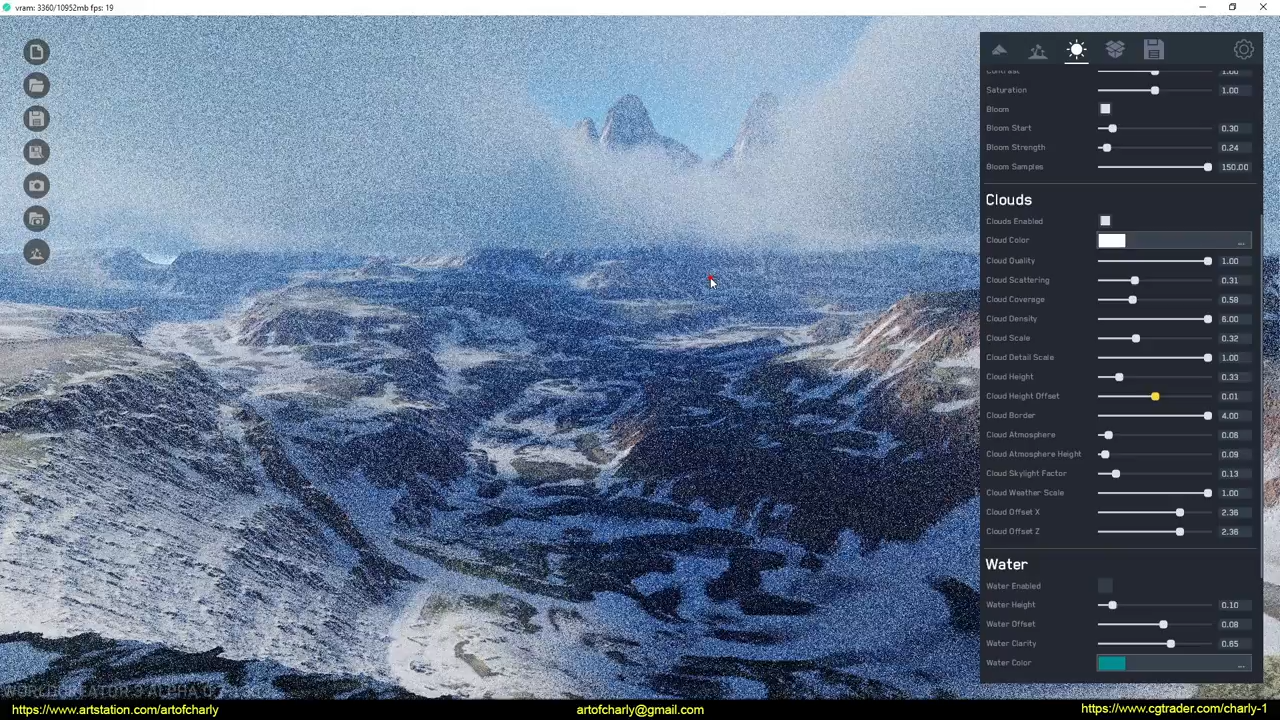 vram: 3360/10952mb fps: 19
Contrast 1.00
Saturation 1.00
Bloom
Bloom Start 0.30
Bloom Strength 0.24
Bloom Samples 150.00
Clouds
Clouds Enabled
Cloud Color ...
Cloud Quality 1.00
Cloud Scattering 0.31
Cloud Coverage 0.58
Cloud Density 6.00
Cloud Scale 0.32
Cloud Detail Scale 1.00
Cloud Height 0.33
Cloud Height Offset 0.01
Cloud Border 4.00
Cloud Atmosphere 0.06
Cloud Atmosphere Height 0.09
Cloud Skylight Factor 0.13
Cloud Weather Scale 1.00
Cloud Offset X 2.36
Cloud Offset Z 2.36
Water
Water Enabled
Water Height 0.10
Water Offset 0.08
Water Clarity 0.65
Water Color ...
WORLDCREATOR 3 ALPHA
https://www.artstation.com/artofcharly
artofcharly@gmail.com
https://www.cgtrader.com/charly-1